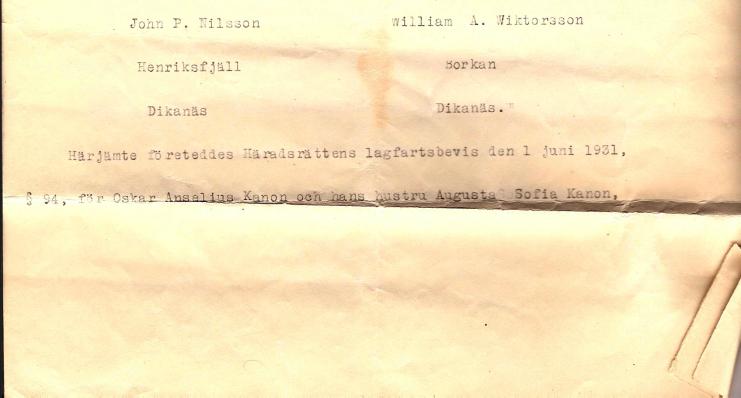 John P. Nilsson William A. Wiktorsson
Henriksfjäll Borkan
Dikanäs Dikanäs."
Härjämte företeddes Häradsrättens lagfartsbevis den 1 juni 1931,
§ 94, för Oskar Ansalius Kanon och hans hustru Augusta Sofia Kanon,